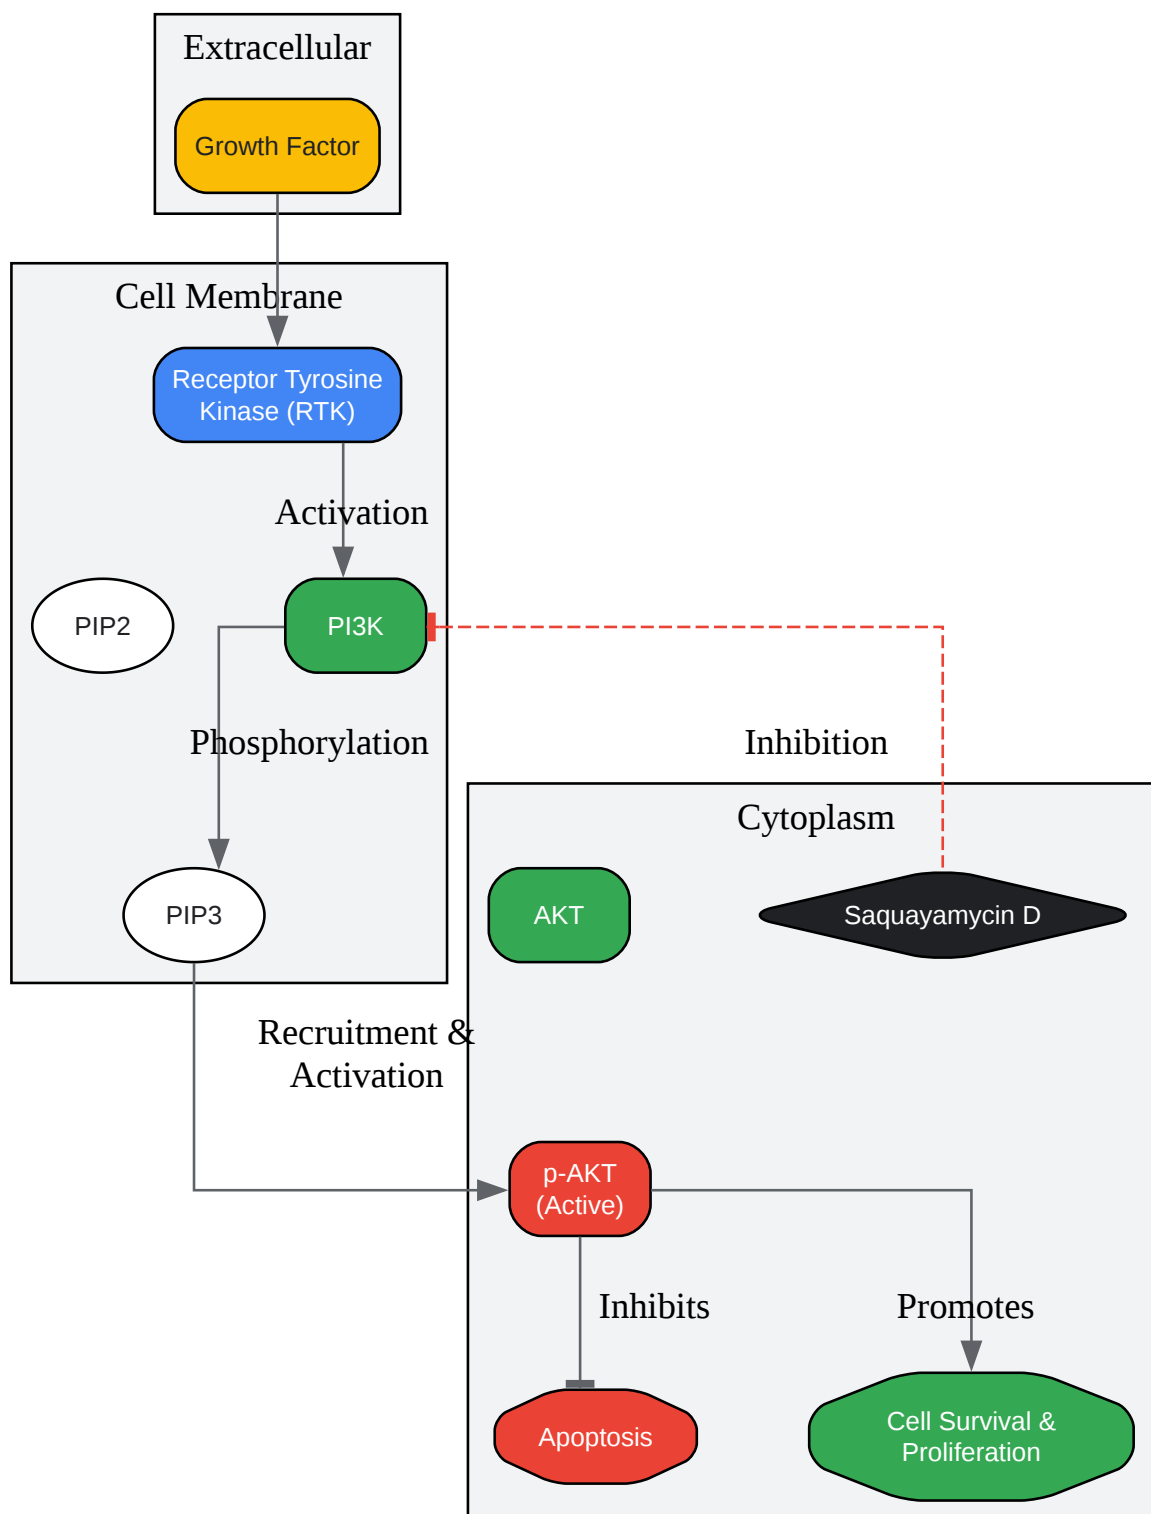 Extracellular
Growth Factor
Cell Membrane
Receptor Tyrosine
Kinase (RTK)
Activation
PIP2
PI3K
Phosphorylation
Inhibition
Cytoplasm
PIP3
AKT
Saquayamycin D
Recruitment &
Activation
p-AKT
(Active)
Inhibits
Promotes
Apoptosis
Cell Survival &
Proliferation